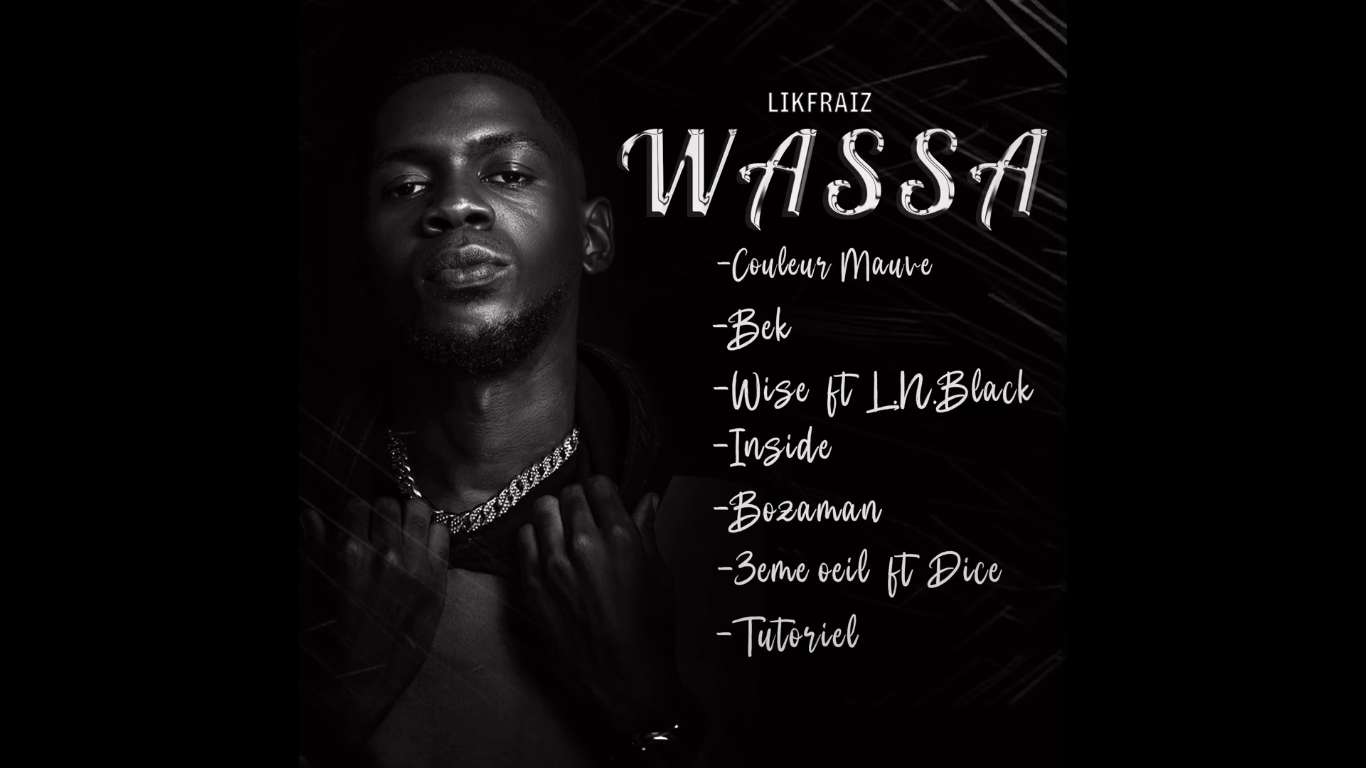 LIKFRAIZ
WASSA
-Couleur Mauve
-Bek
-Wise ft L.N.Black
-Inside
-Bozaman
-3eme oeil ft Dice
-Tutoriel